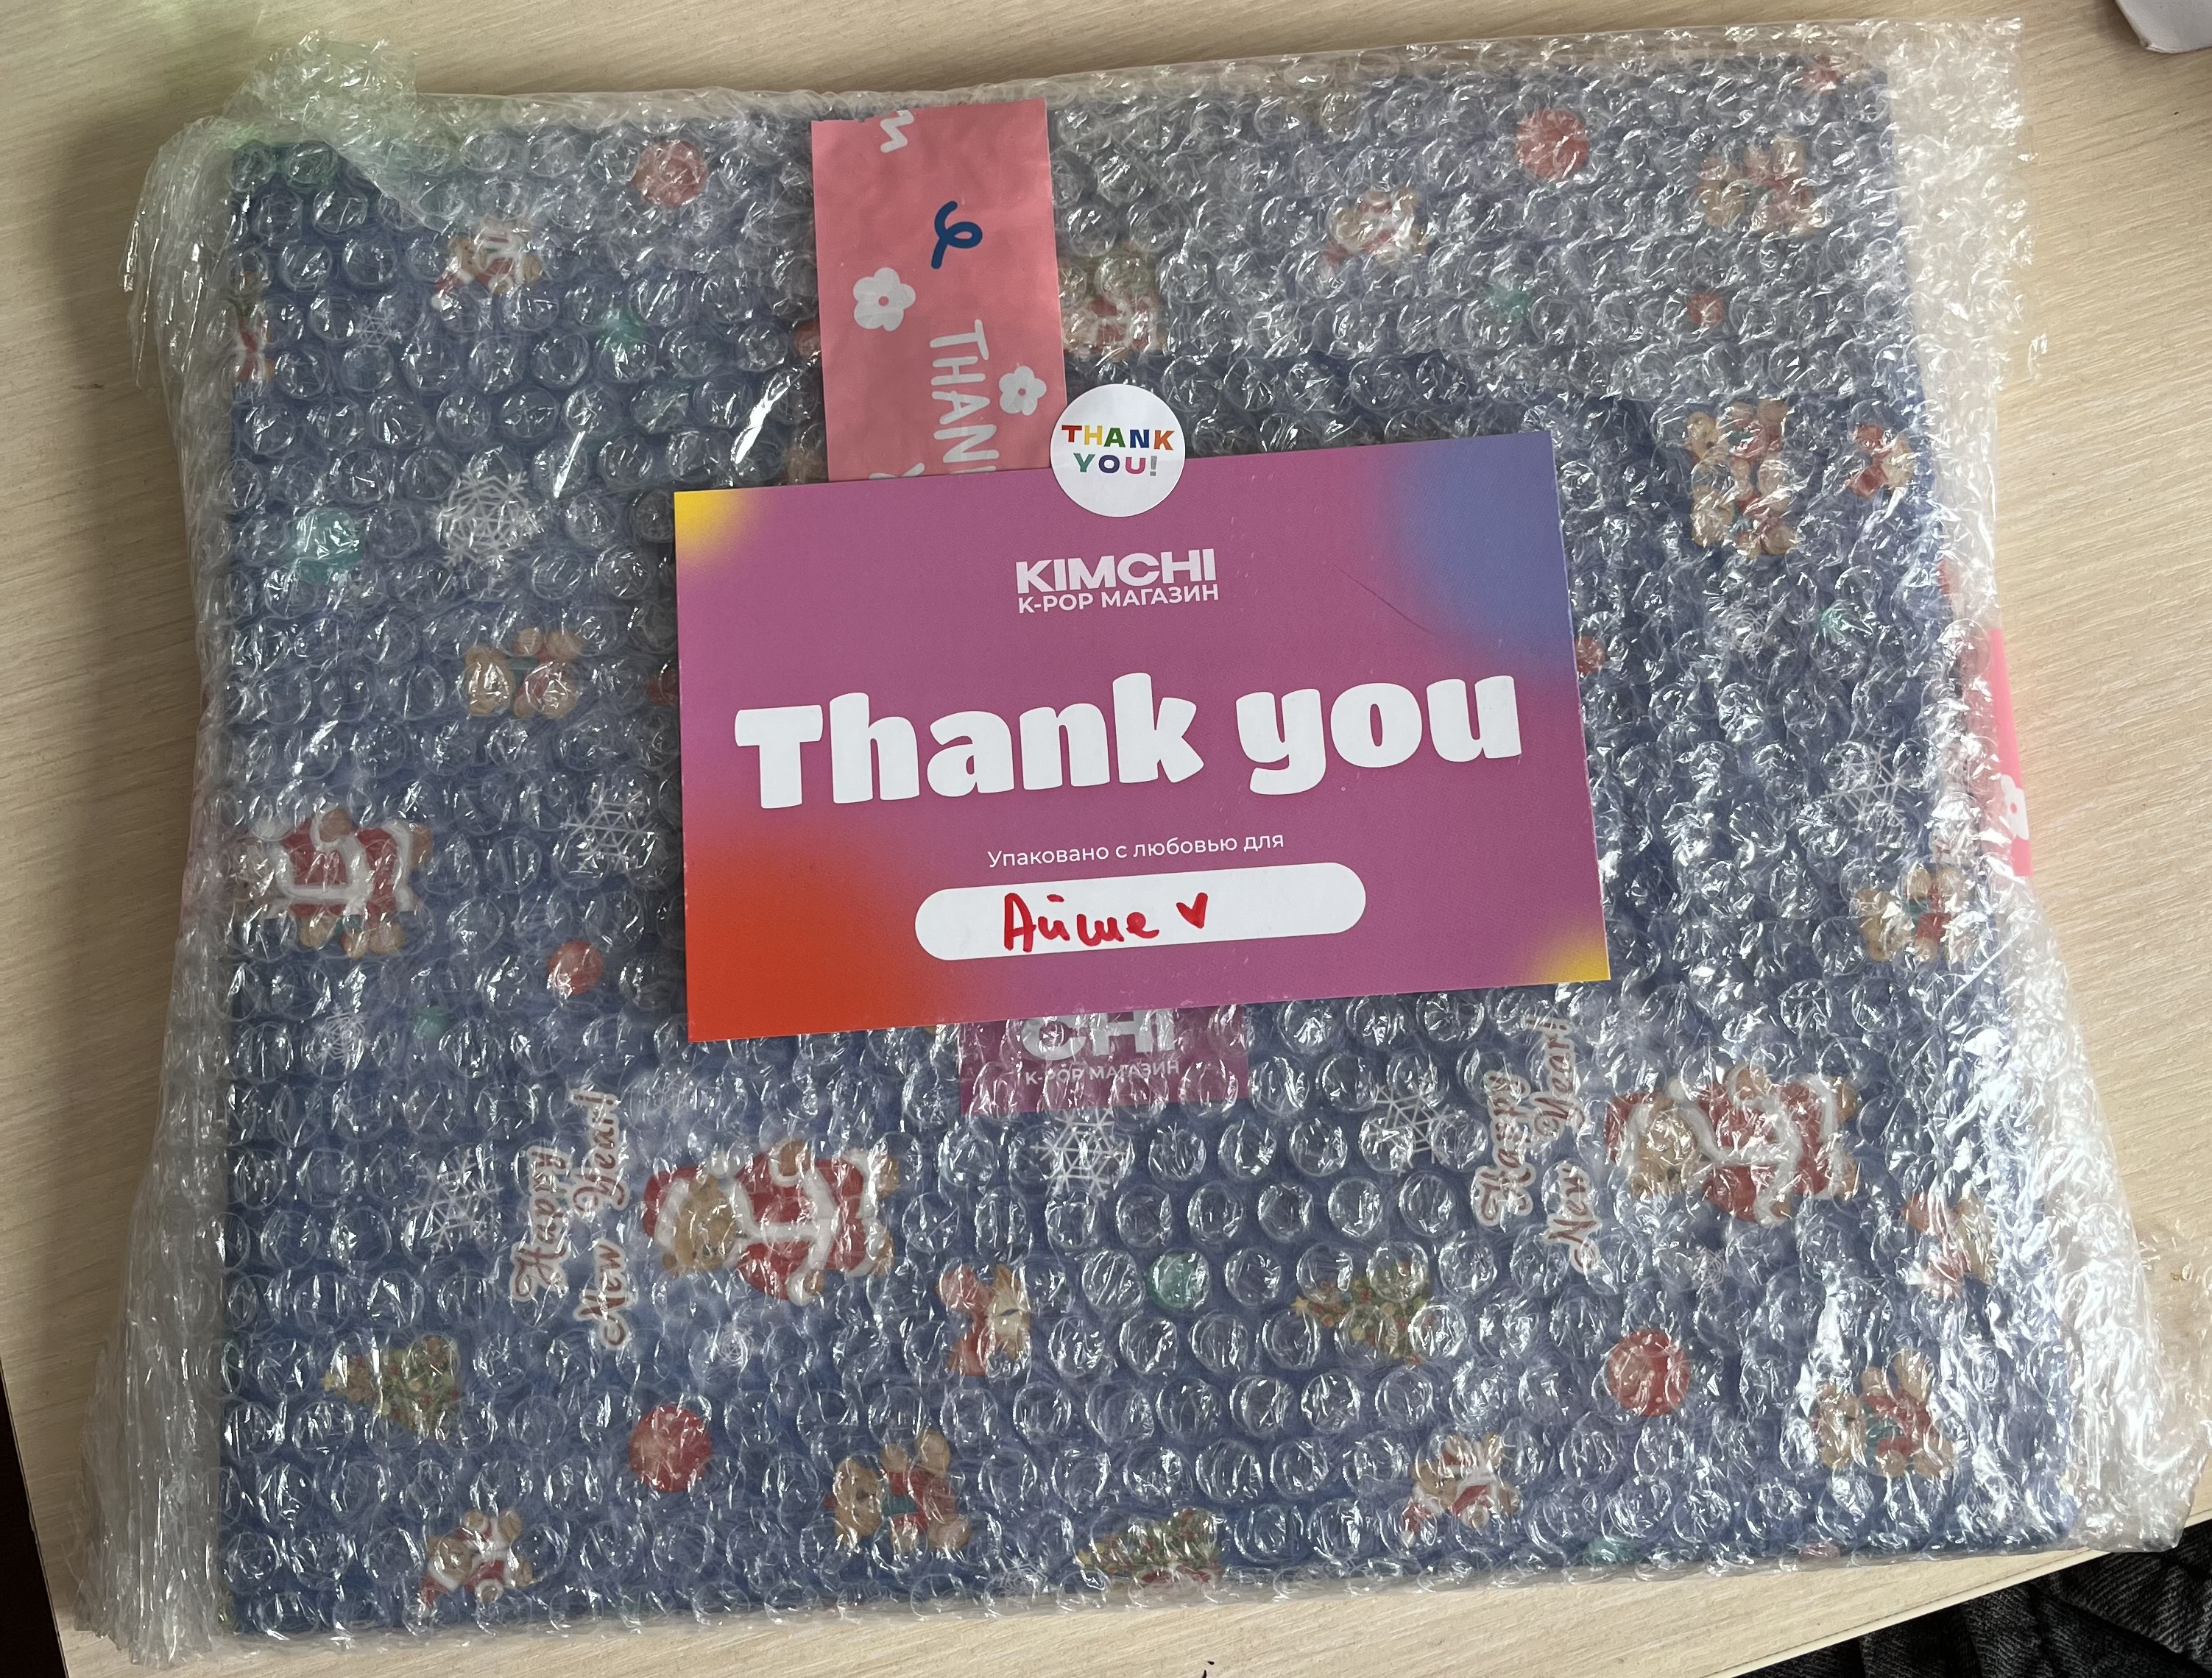 THAN
THANK
YOU!
KIMCHI
K-POP МАГАЗИН
Thank you
Упаковано с любовью для
Айше
CHI
K-POP МАГАЗИН
Happy
New Year!
Happy
New Year!